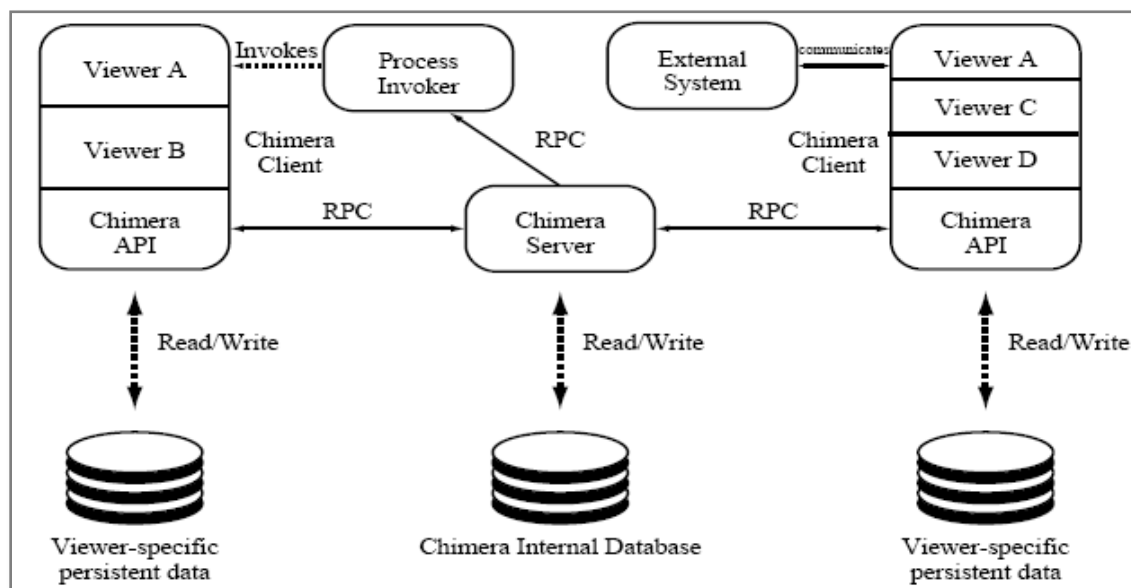 Viewer A
Viewer B
Chimera
API
Invokes
Process
Invoker
Chimera
Client
RPC
RPC
Chimera
Server
External
System
communicates
Chimera
Client
RPC
Viewer A
Viewer C
Viewer D
Chimera
API
Read/Write
Read/Write
Read/Write
Viewer-specific
persistent data
Chimera Internal Database
Viewer-specific
persistent data